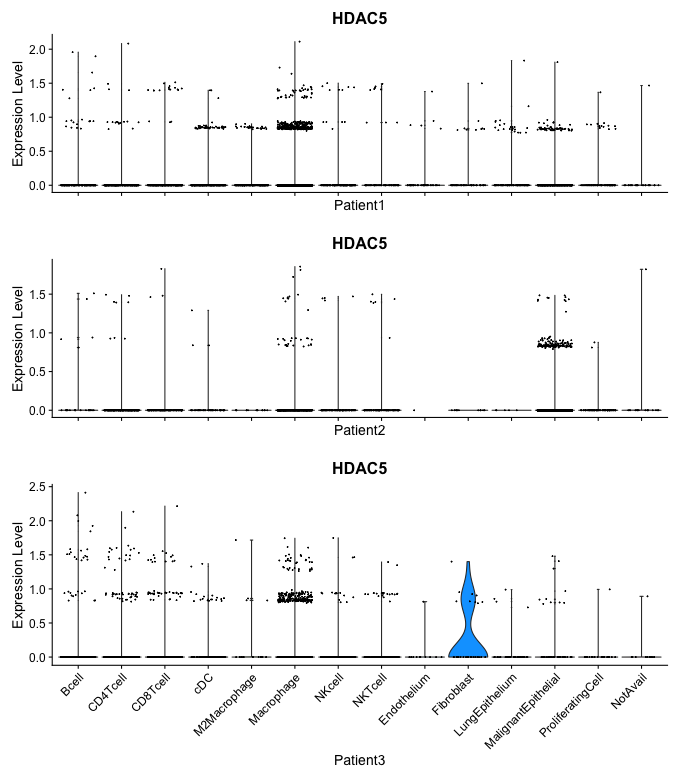 HDAC5
Expression Level
2.0
1.5
1.0
0.5
0.0
Patient1
HDAC5
Expression Level
1.5
1.0
0.5
0.0
Patient2
HDAC5
Expression Level
2.5
2.0
1.5
1.0
0.5
0.0
Bcell
CD4Tcell
CD8Tcell
cDC
M2Macrophage
Macrophage
NKcell
NKTcell
Endothelium
Fibroblast
LungEpithelium
MalignantEpithelial
ProliferatingCell
NotAvail
Patient3